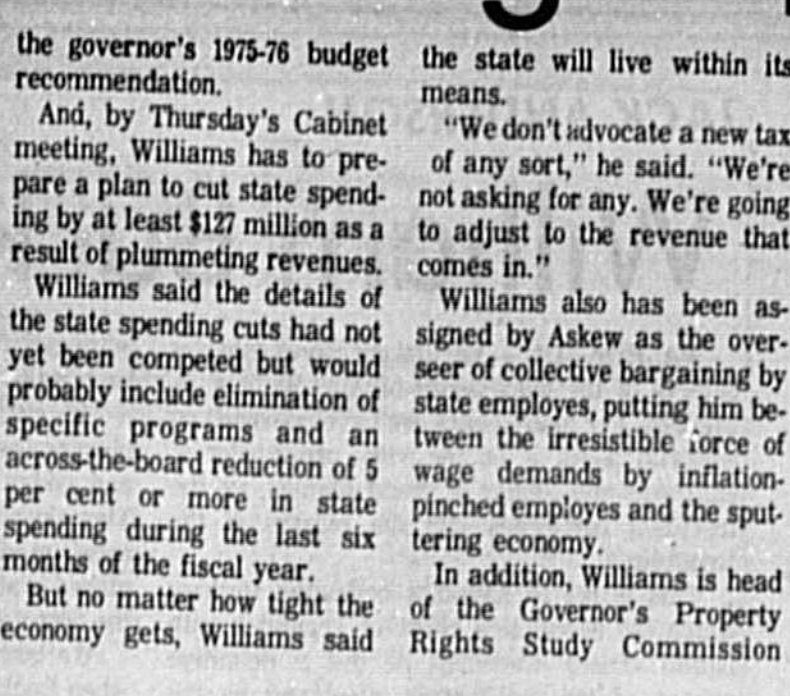 the governor's 1975-76 budget
recommendation.
And, by Thursday's Cabinet
meeting, Williams has to pre-
pare a plan to cut state spend-
ing by at least $127 million as a
result of plummeting revenues.
Williams said the details of
the state spending cuts had not
yet been competed but would
probably include elimination of
specific programs and an
across-the-board reduction of 5
per cent or more in state
spending during the last six
months of the fiscal year.
But no matter how tight the
economy gets, Williams said
the state will live within its
means.
"We don't advocate a new tax
of any sort," he said. "We're
not asking for any. We're going
to adjust to the revenue that
comes in."
Williams also has been as-
signed by Askew as the over-
seer of collective bargaining by
state employes, putting him be-
tween the irresistible force of
wage demands by inflation-
pinched employes and the sput-
tering economy.
In addition, Williams is head
of the Governor's Property
Rights Study Commission